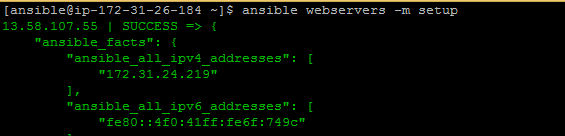 [ansible@ip-172-31-26-184 ~]$ ansible webservers -m setup
13.58.107.55 | SUCCESS => {
    "ansible_facts": {
        "ansible_all_ipv4_addresses": [
            "172.31.24.219"
        ],
        "ansible_all_ipv6_addresses": [
            "fe80::4f0:41ff:fe6f:749c"